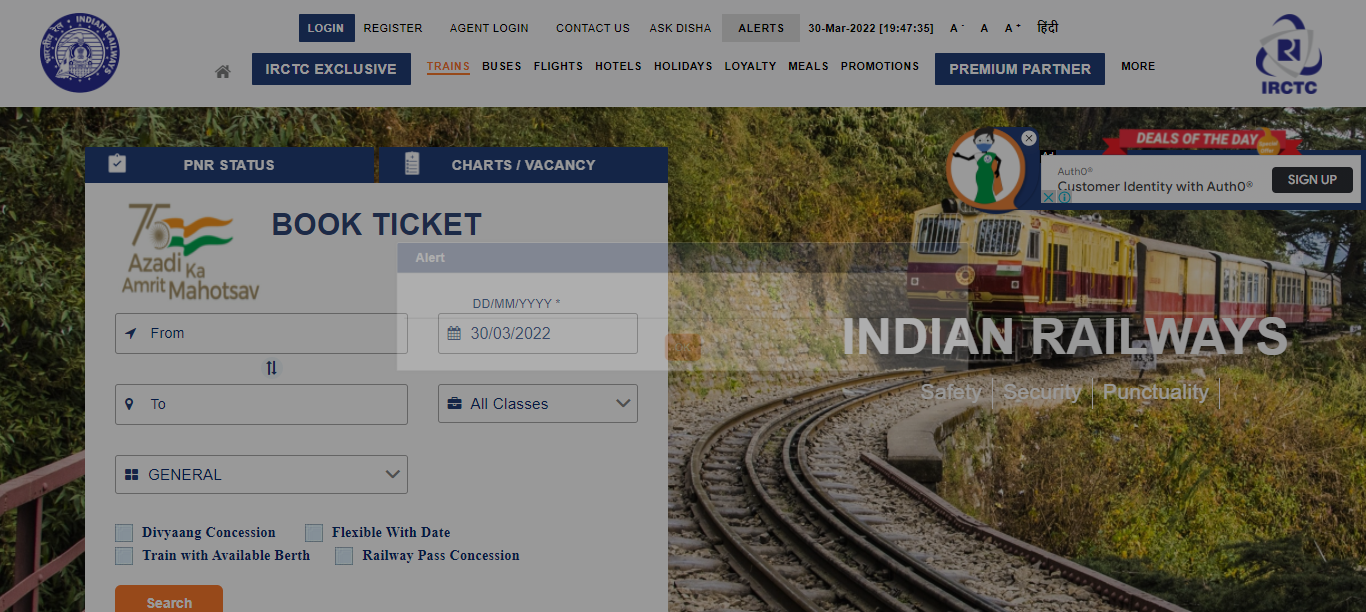 INDIAN RAILWAYS
भारतीय रेल
LOGIN REGISTER AGENT LOGIN CONTACT US ASK DISHA ALERTS 30-Mar-2022 [19:47:35] A - A A + हिंदी
IRCTC EXCLUSIVE TRAINS BUSES FLIGHTS HOTELS HOLIDAYS LOYALTY MEALS PROMOTIONS PREMIUM PARTNER MORE
IRCTC
PNR STATUS CHARTS / VACANCY
DEALS OF THE DAY
Special Offer
Ad
Auth0®
Customer Identity with Auth0®
SIGN UP
75
Azadi Ka
Amrit Mahotsav
BOOK TICKET
Alert
DD/MM/YYYY *
From 30/03/2022
To All Classes
GENERAL
Divyaang Concession Flexible With Date
Train with Available Berth Railway Pass Concession
Search
INDIAN RAILWAYS
Safety | Security | Punctuality |